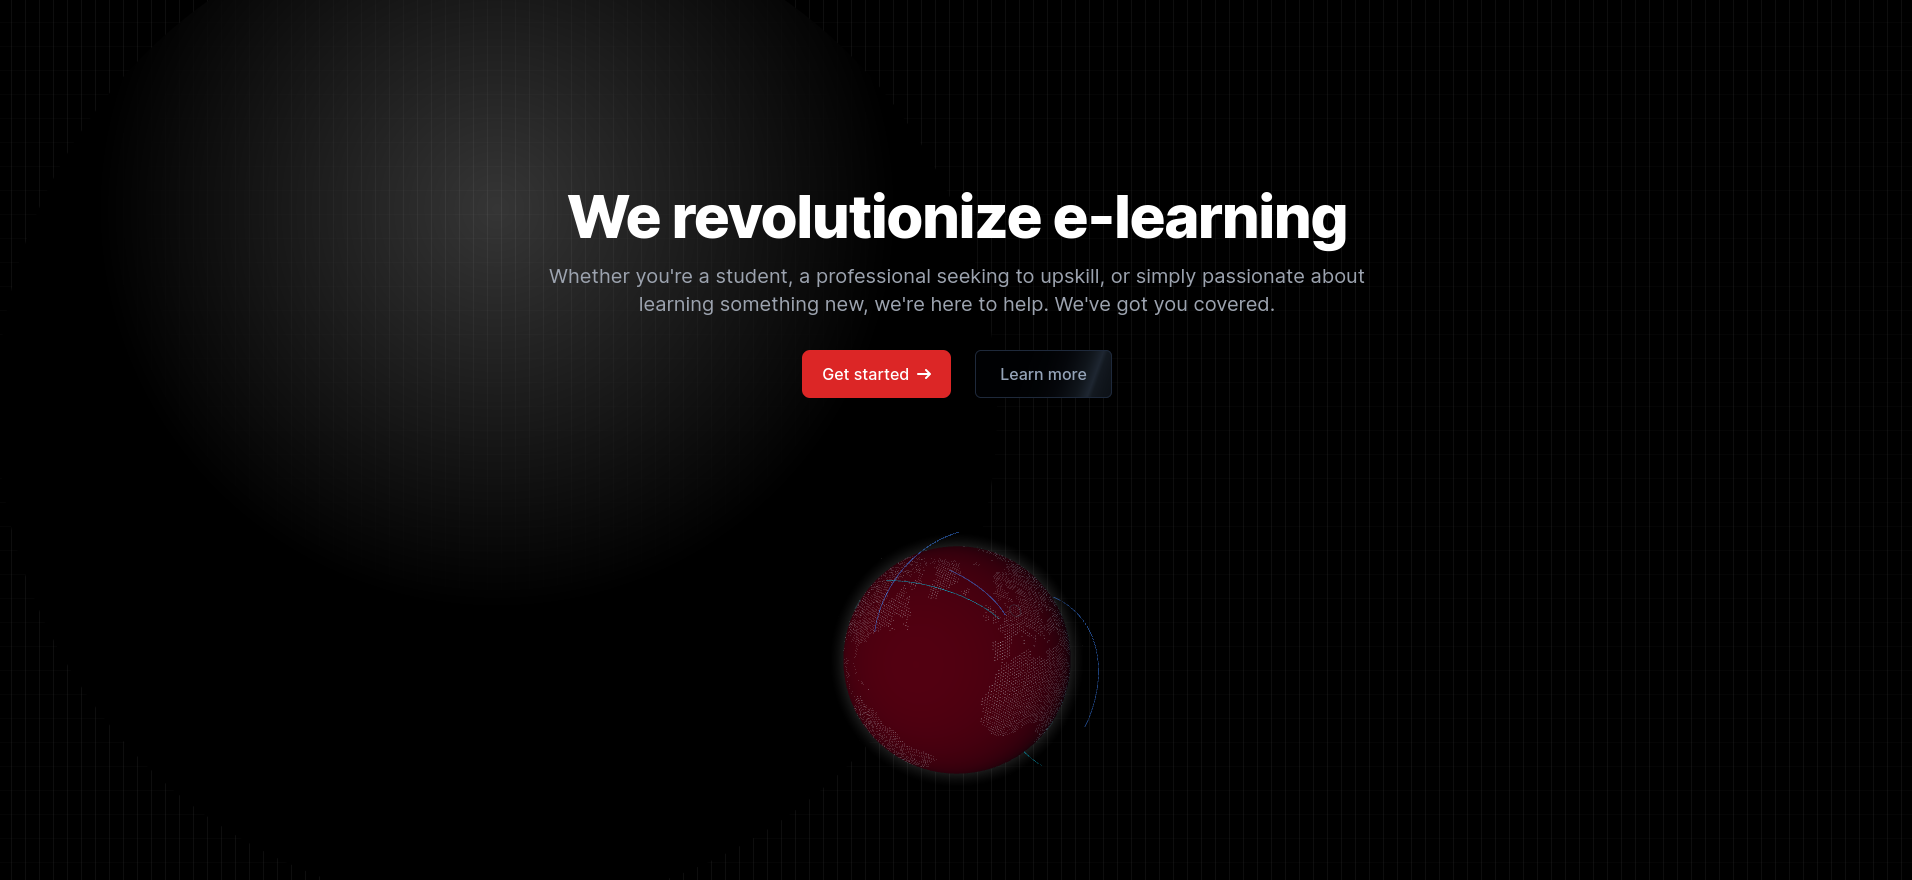 We revolutionize e-learning
Whether you're a student, a professional seeking to upskill, or simply passionate about
learning something new, we're here to help. We've got you covered.
Get started →
Learn more